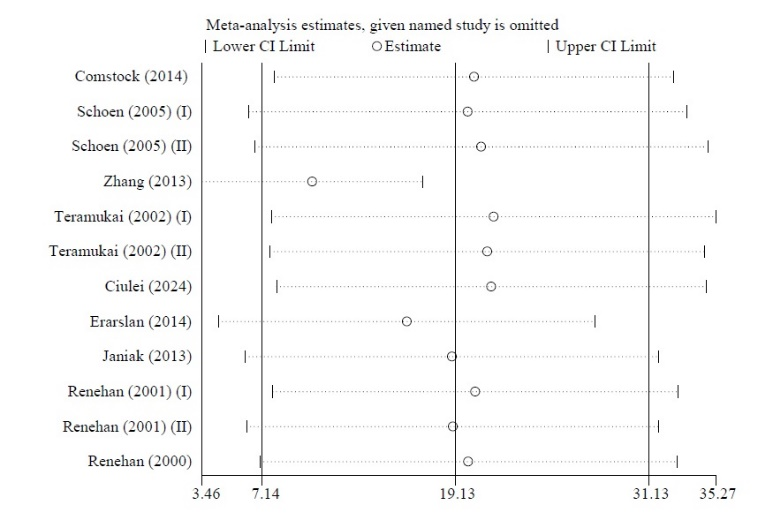 Meta-analysis estimates, given named study is omitted
| Lower CI Limit ○ Estimate | Upper CI Limit
Comstock (2014)
Schoen (2005) (I)
Schoen (2005) (II)
Zhang (2013)
Teramukai (2002) (I)
Teramukai (2002) (II)
Ciulei (2024)
Erarslan (2014)
Janiak (2013)
Renehan (2001) (I)
Renehan (2001) (II)
Renehan (2000)
3.46 7.14 19.13 31.13 35.27